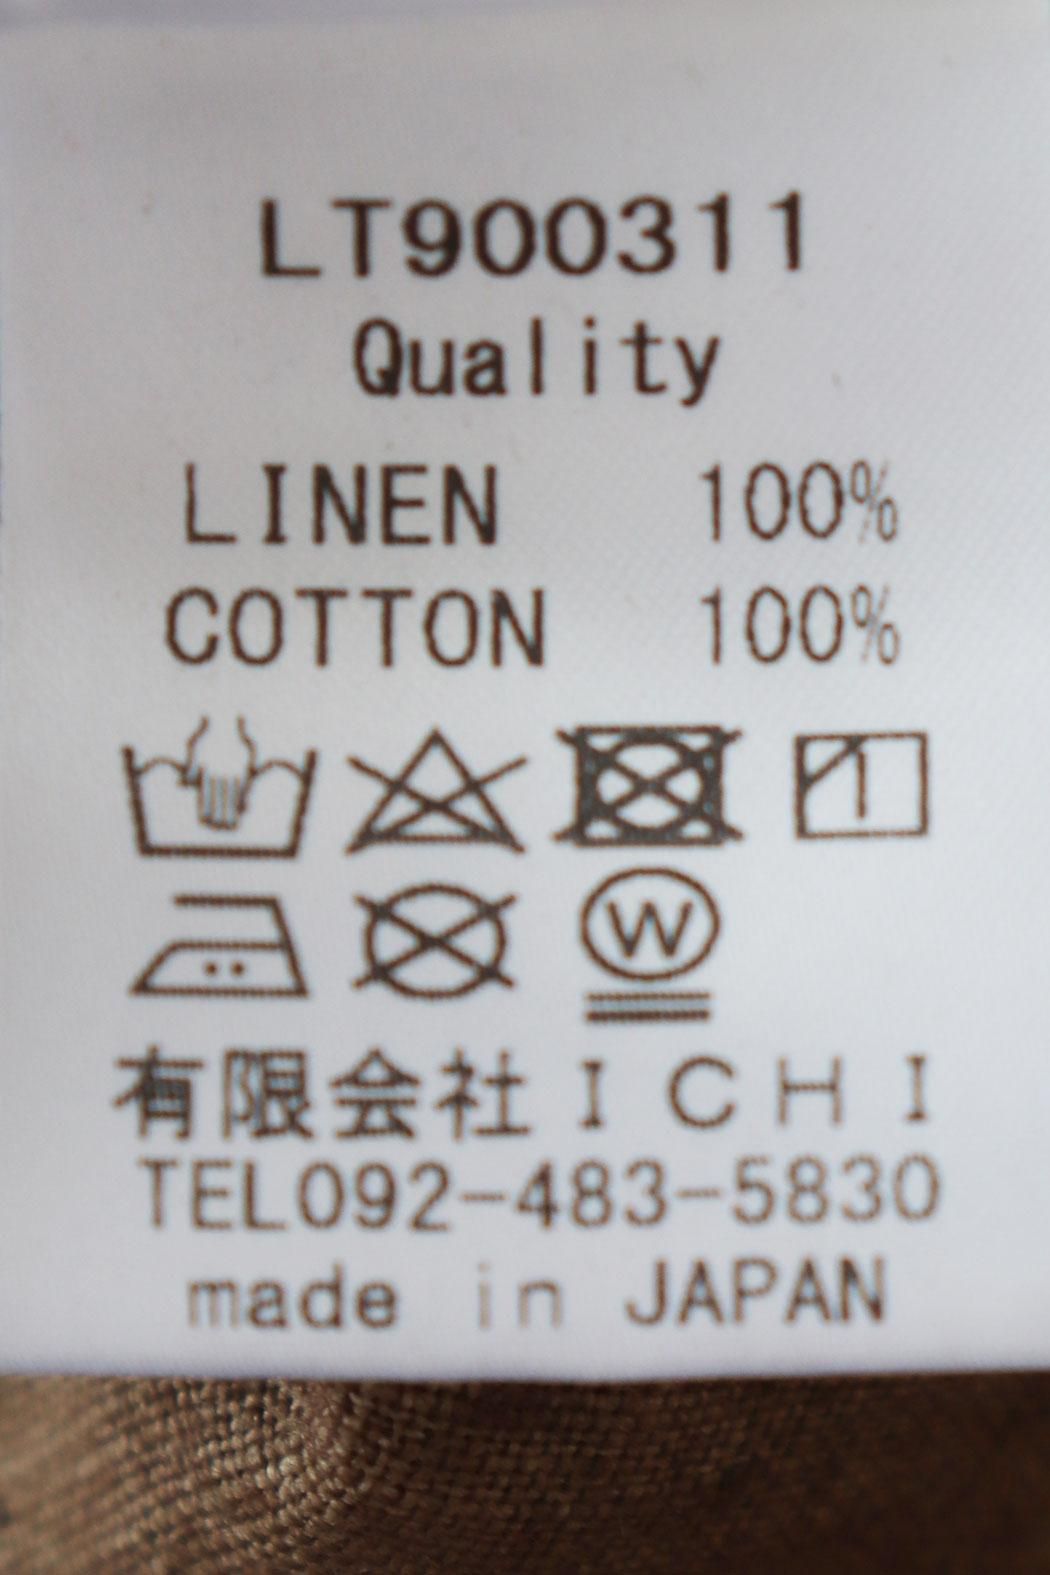 LT900311
Quality
LINEN 100%
COTTON 100%
W
有限会社ICHI
TEL092-483-5830
made in JAPAN